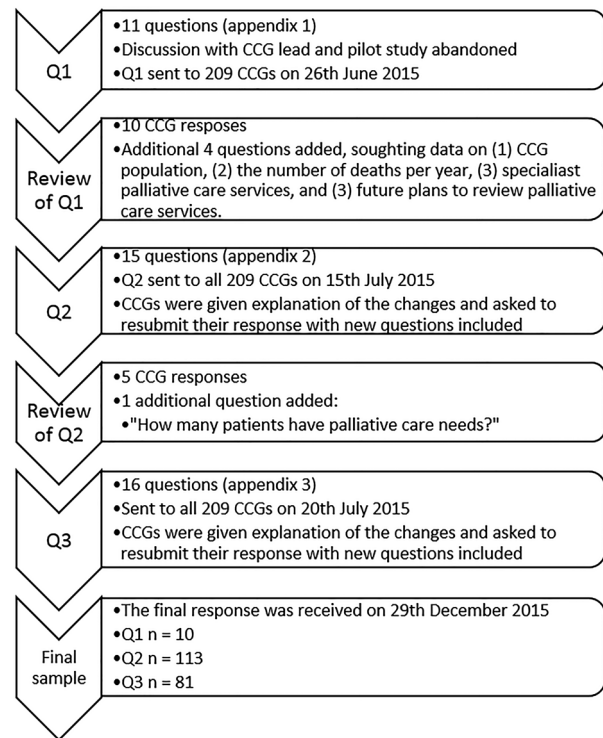 Q1
•11 questions (appendix 1)
•Discussion with CCG lead and pilot study abandoned
•Q1 sent to 209 CCGs on 26th June 2015
Review
of Q1
•10 CCG resposes
•Additional 4 questions added, soughting data on (1) CCG
population, (2) the number of deaths per year, (3) specialiast
palliative care services, and (3) future plans to review palliative
care services.
Q2
•15 questions (appendix 2)
•Q2 sent to all 209 CCGs on 15th July 2015
•CCGs were given explanation of the changes and asked to
resubmit their response with new questions included
Review
of Q2
•5 CCG responses
•1 additional question added:
•"How many patients have palliative care needs?"
Q3
•16 questions (appendix 3)
•Sent to all 209 CCGs on 20th July 2015
•CCGs were given explanation of the changes and asked to
resubmit their response with new questions included
Final
sample
•The final response was received on 29th December 2015
•Q1 n = 10
•Q2 n = 113
•Q3 n = 81